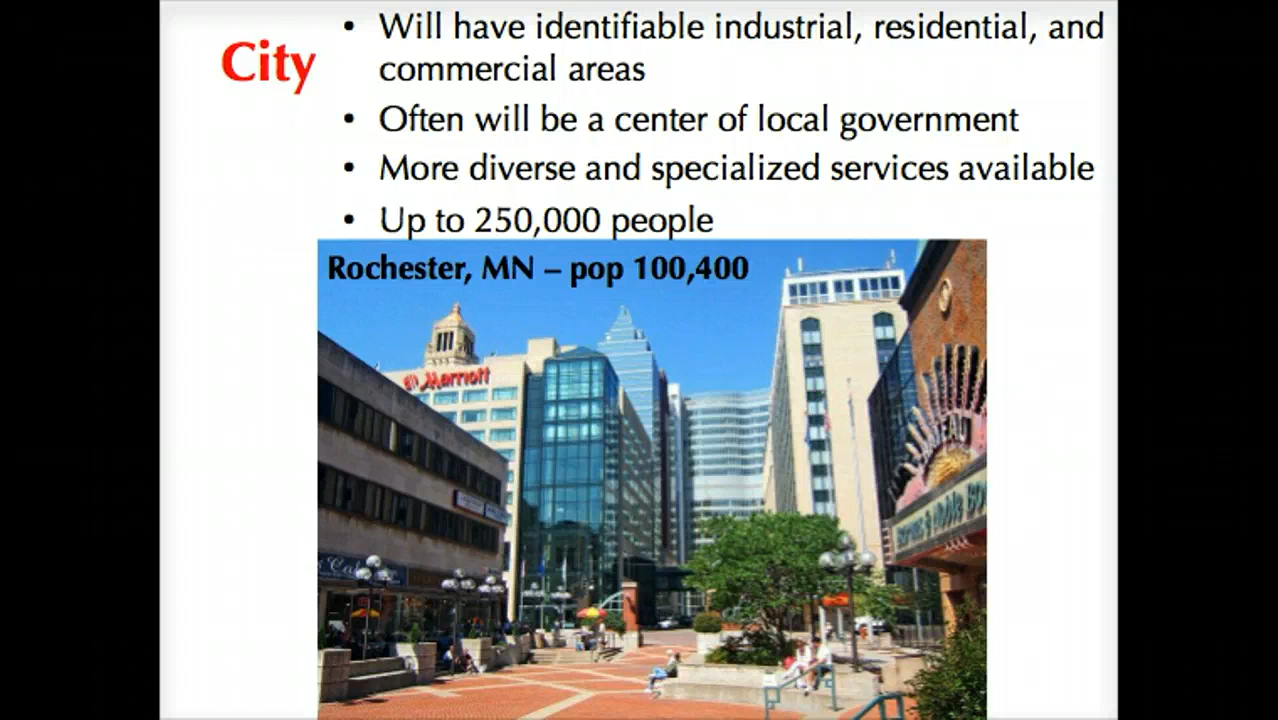 City
• Will have identifiable industrial, residential, and
commercial areas
• Often will be a center of local government
• More diverse and specialized services available
• Up to 250,000 people
Rochester, MN – pop 100,400
Marriott